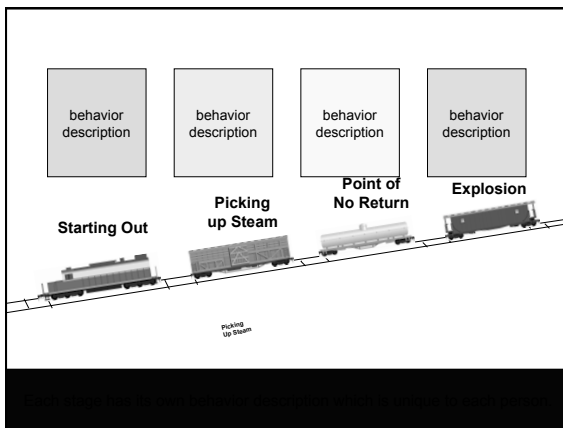 behavior
description
behavior
description
behavior
description
behavior
description
Starting Out
Picking
up Steam
Point of
No Return
Explosion
Picking
Up Steam
Each stage has its own behavior description which is unique to each person.